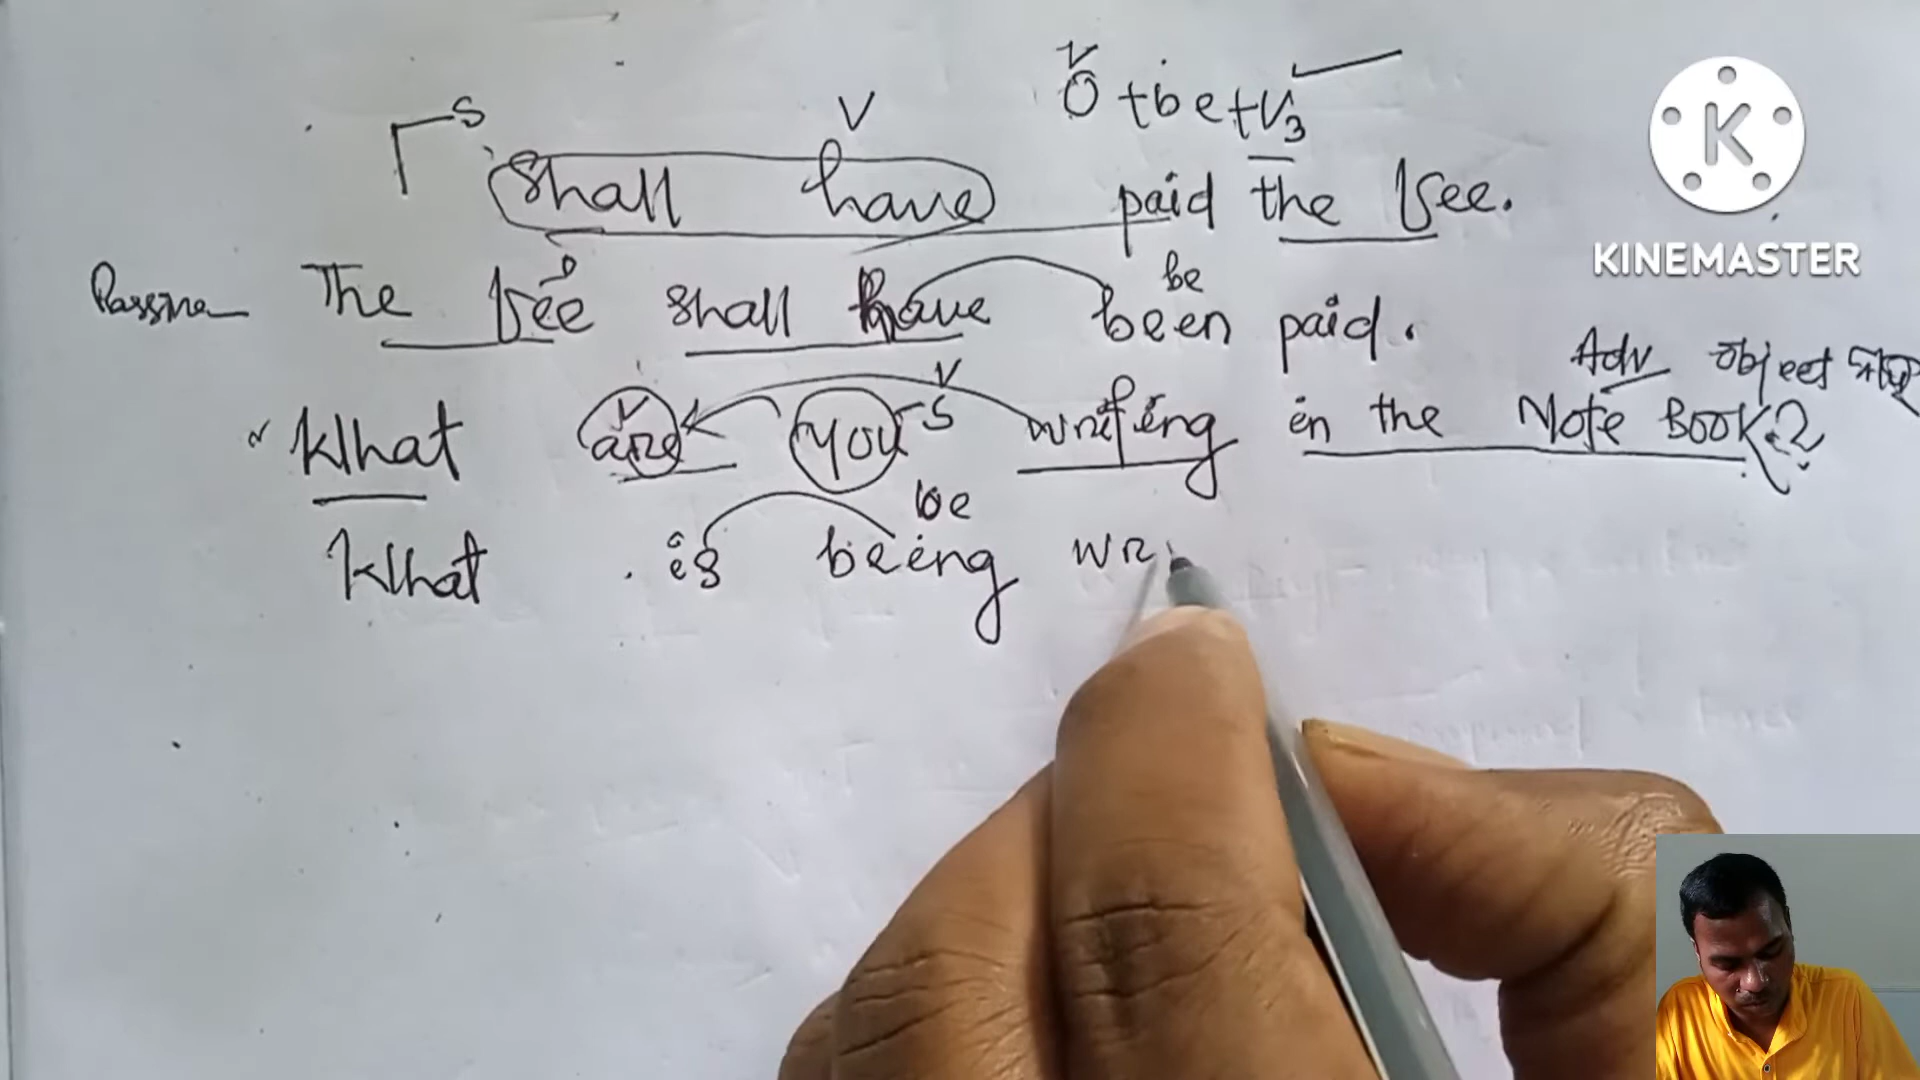 V
O + be + V3
I S V
shall have paid the fee.
KINEMASTER
Passive The fee shall have been paid.
be
Adv object
What are you writing in the Note Book?
V S V
be
What is being wr